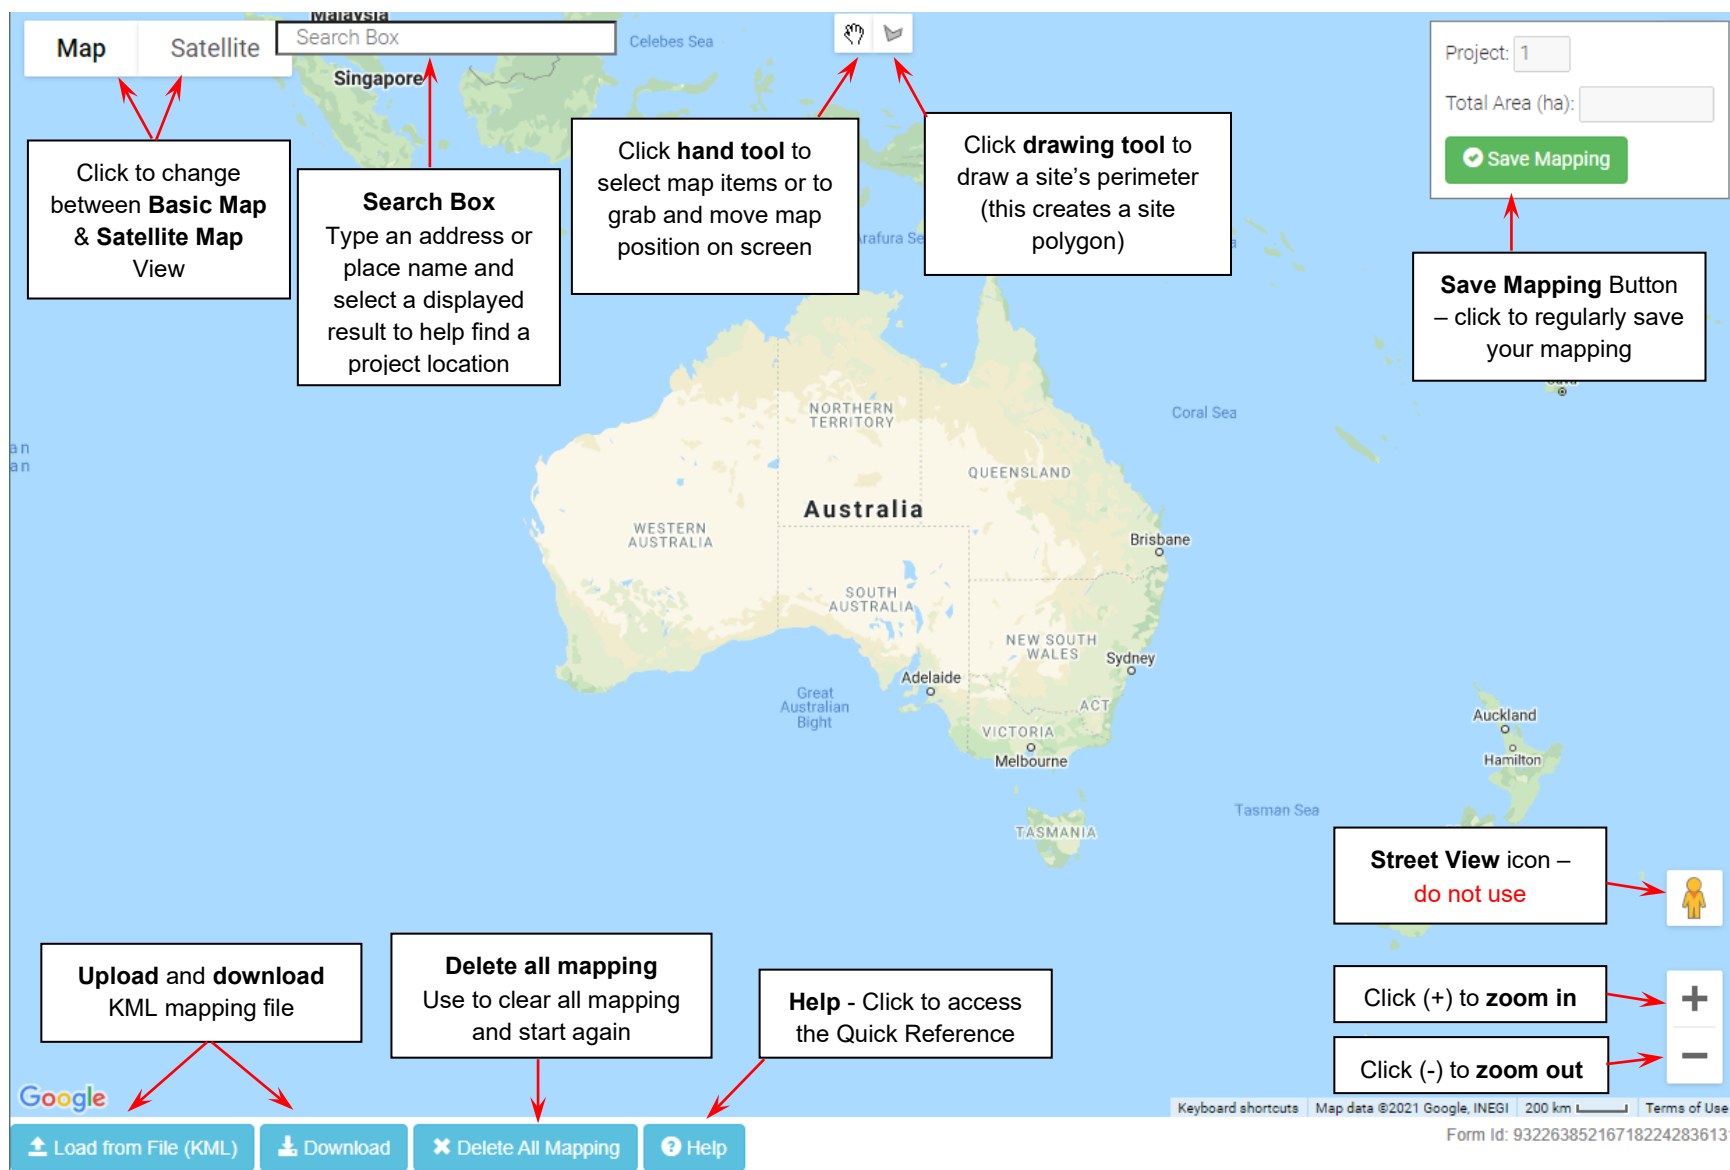 Malaysia
Map
Satellite
Search Box
Celebes Sea
Singapore
Project: 1
Total Area (ha):
Save Mapping
Click to change
between Basic Map
& Satellite Map
View
Search Box
Type an address or
place name and
select a displayed
result to help find a
project location
Click hand tool to
select map items or to
grab and move map
position on screen
Click drawing tool to
draw a site's perimeter
(this creates a site
polygon)
Arafura Se
Save Mapping Button
– click to regularly save
your mapping
Coral Sea
an
an
NORTHERN
TERRITORY
QUEENSLAND
Australia
WESTERN
AUSTRALIA
Brisbane
SOUTH
AUSTRALIA
NEW SOUTH
WALES
Sydney
Adelaide
Great
Australian
Bight
ACT
VICTORIA
Melbourne
Auckland
Hamilton
Tasman Sea
TASMANIA
Street View icon –
do not use
Upload and download
KML mapping file
Delete all mapping
Use to clear all mapping
and start again
Help - Click to access
the Quick Reference
Click (+) to zoom in
Click (-) to zoom out
Google
Keyboard shortcuts
Map data ©2021 Google, INEGI
200 km
Terms of Use
Load from File (KML)
Download
Delete All Mapping
Help
Form Id: 93226385216718224283613